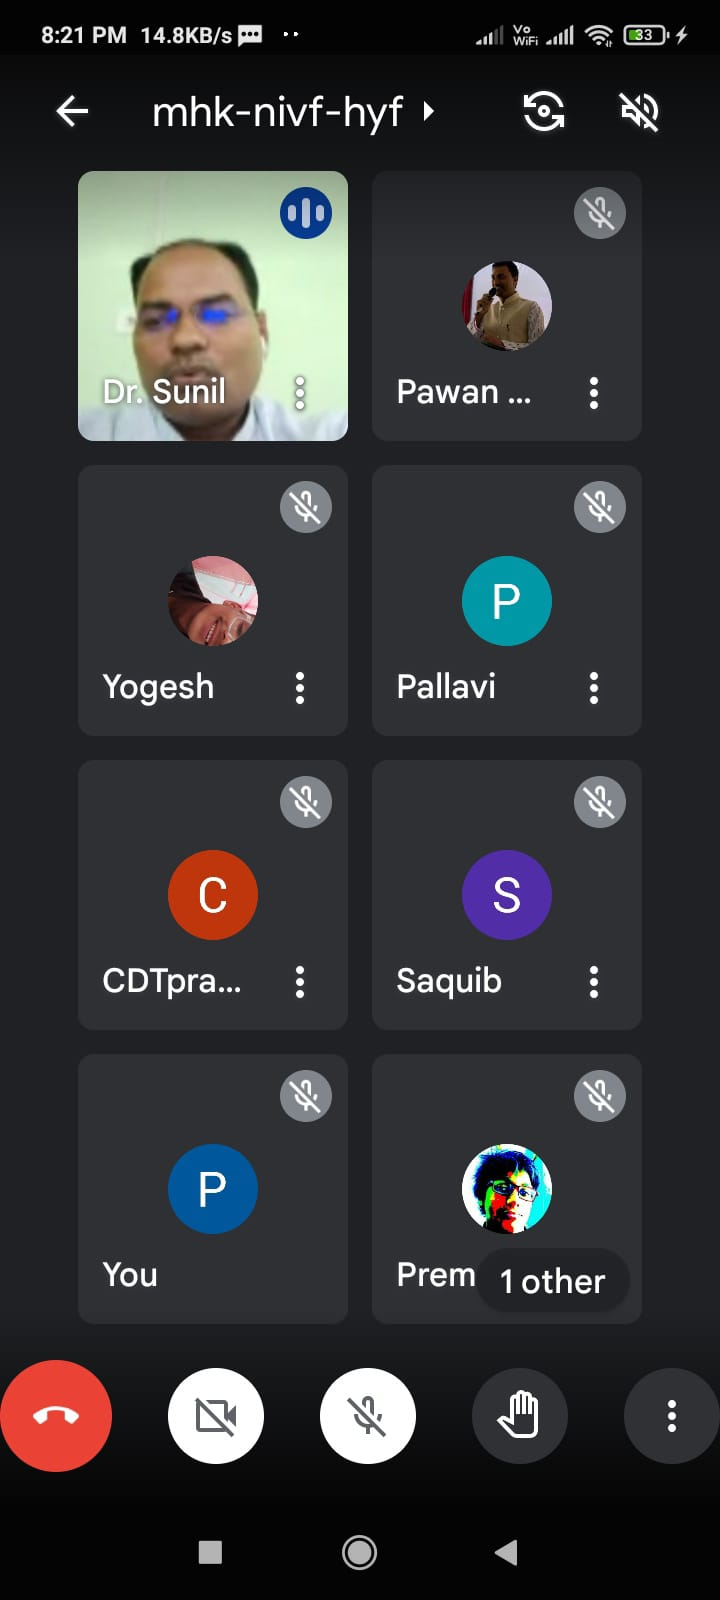 8:21 PM 14.8KB/s
Vo WiFi 33
mhk-nivf-hyf
Dr. Sunil
Pawan ...
Yogesh
P
Pallavi
C
CDTpra...
S
Saquib
P
You
Prem
1 other